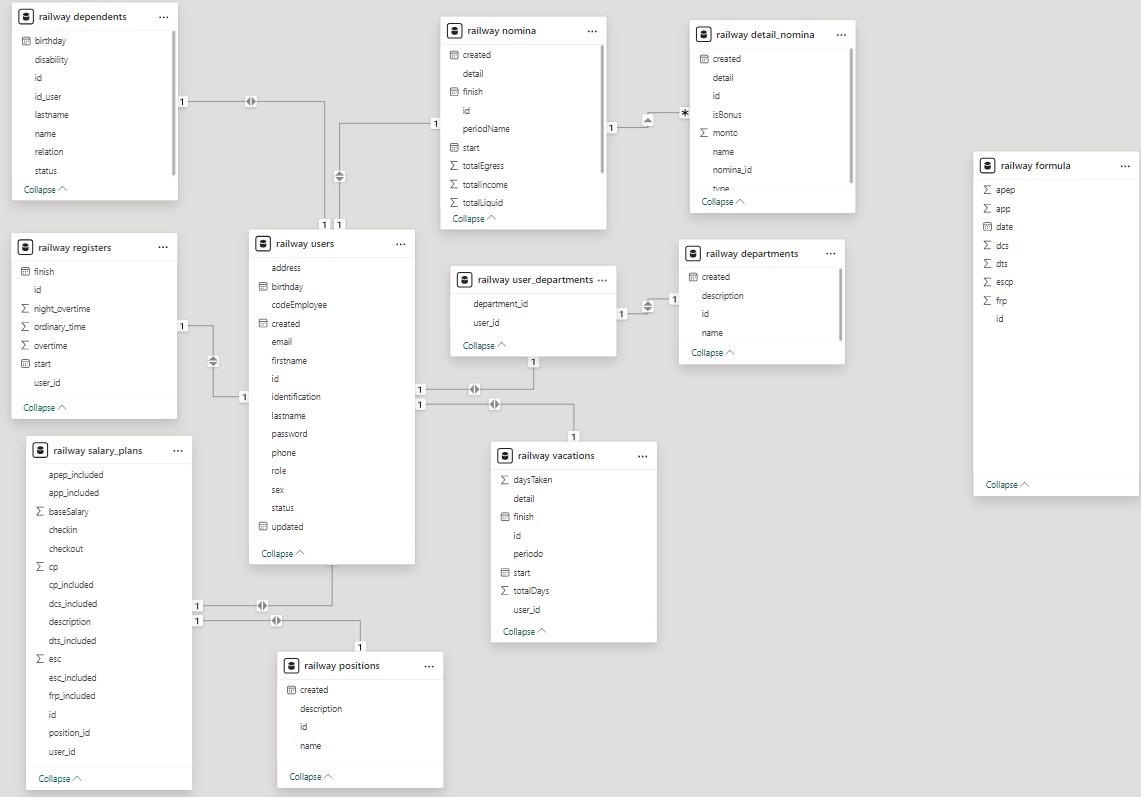 railway dependents
birthday
disability
id
id_user
lastname
name
relation
status
Collapse
railway nomina
created
detail
finish
id
periodName
start
totalEgress
totalIncome
totalLiquid
Collapse
railway detail_nomina
created
detail
id
isBonus
monto
name
nomina_id
type
Collapse
railway formula
apep
app
date
dcs
dts
escp
frp
id
Collapse
railway registers
finish
id
night_overtime
ordinary_time
overtime
start
user_id
Collapse
railway users
address
birthday
codeEmployee
created
email
firstname
id
identification
lastname
password
phone
role
sex
status
updated
Collapse
railway user_departments
department_id
user_id
Collapse
railway departments
created
description
id
name
Collapse
railway salary_plans
apep_included
app_included
baseSalary
checkin
checkout
cp
cp_included
dcs_included
description
dts_included
esc
esc_included
frp_included
id
position_id
user_id
Collapse
railway vacations
daysTaken
detail
finish
id
periodo
start
totalDays
user_id
Collapse
railway positions
created
description
id
name
Collapse
1
1
1
1
1
*
1
1
1
1
1
1
1
1
1
1
1
1